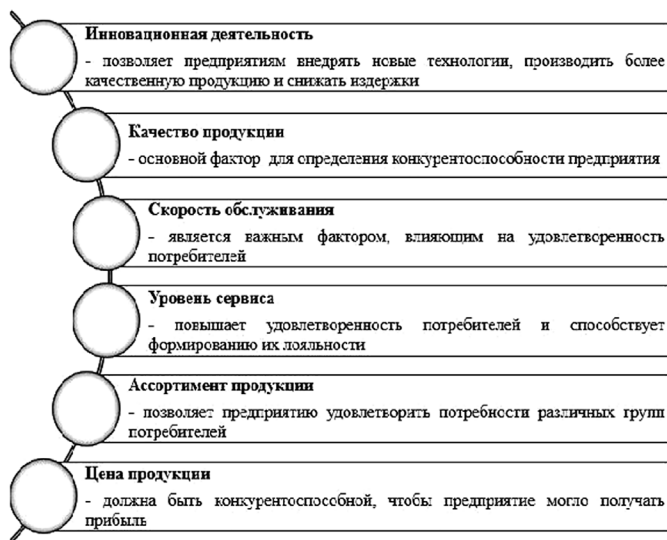 Инновационная деятельность
- позволяет предприятиям внедрять новые технологии, производить более
качественную продукцию и снижать издержки
Качество продукции
- основной фактор для определения конкурентоспособности предприятия
Скорость обслуживания
- является важным фактором, влияющим на удовлетворенность
потребителей
Уровень сервиса
- повышает удовлетворенность потребителей и способствует
формированию их лояльности
Ассортимент продукции
- позволяет предприятию удовлетворить потребности различных групп
потребителей
Цена продукции
- должна быть конкурентоспособной, чтобы предприятие могло получать
прибыль